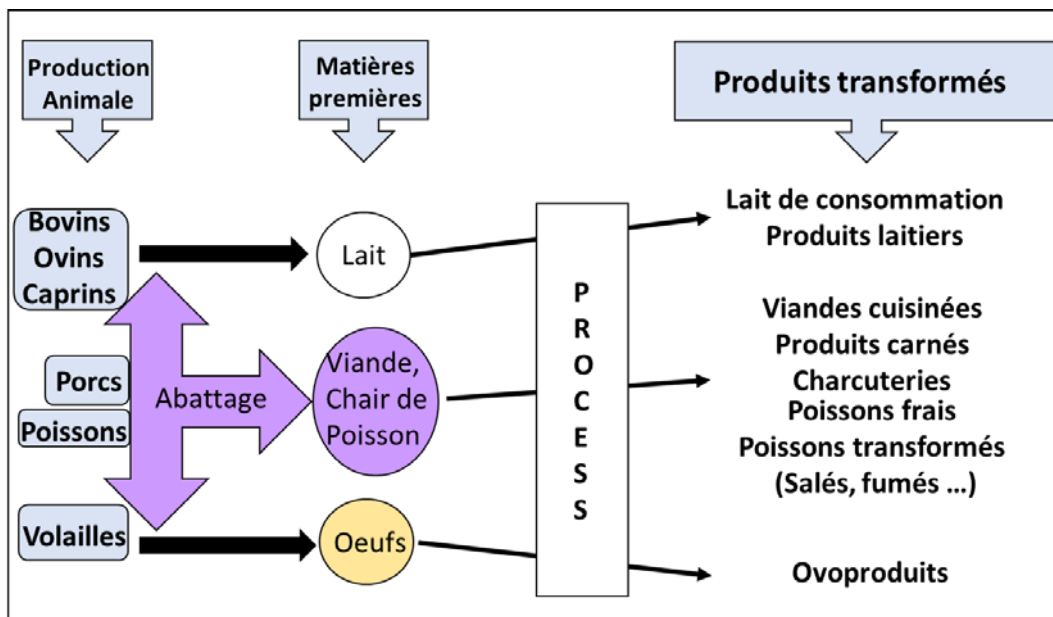 Production
Animale
Matières
premières
Produits transformés
Bovins
Ovins
Caprins
Lait
Lait de consommation
Produits laitiers
Porcs
Poissons
Abattage
Viande,
Chair de
Poisson
PROCESS
Viandes cuisinées
Produits carnés
Charcuteries
Poissons frais
Poissons transformés
(Salés, fumés ...)
Volailles
Oeufs
Ovoproduits